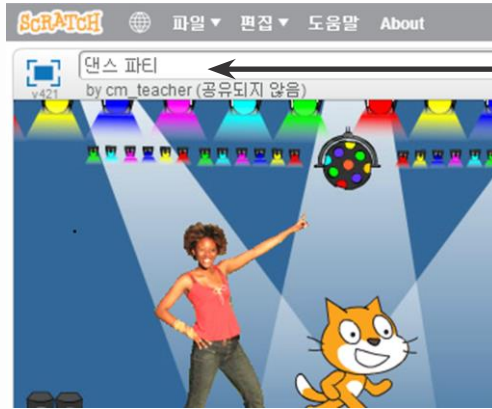 SCRATCH 파일 ▼ 편집 ▼ 도움말 About
댄스 파티
v421 by cm_teacher (공유되지 않음)